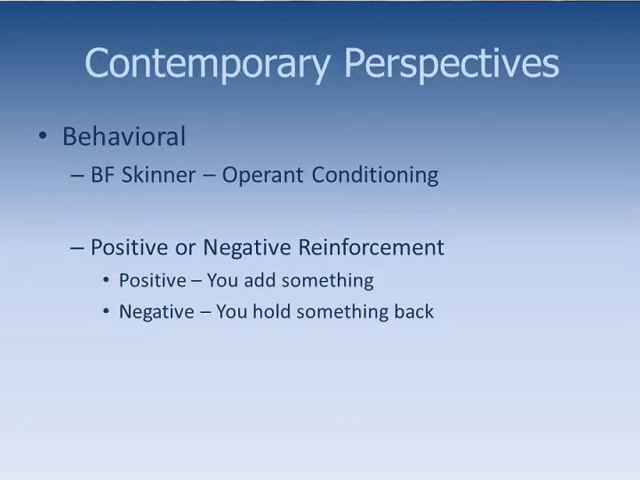 Contemporary Perspectives
• Behavioral
– BF Skinner – Operant Conditioning
– Positive or Negative Reinforcement
• Positive – You add something
• Negative – You hold something back